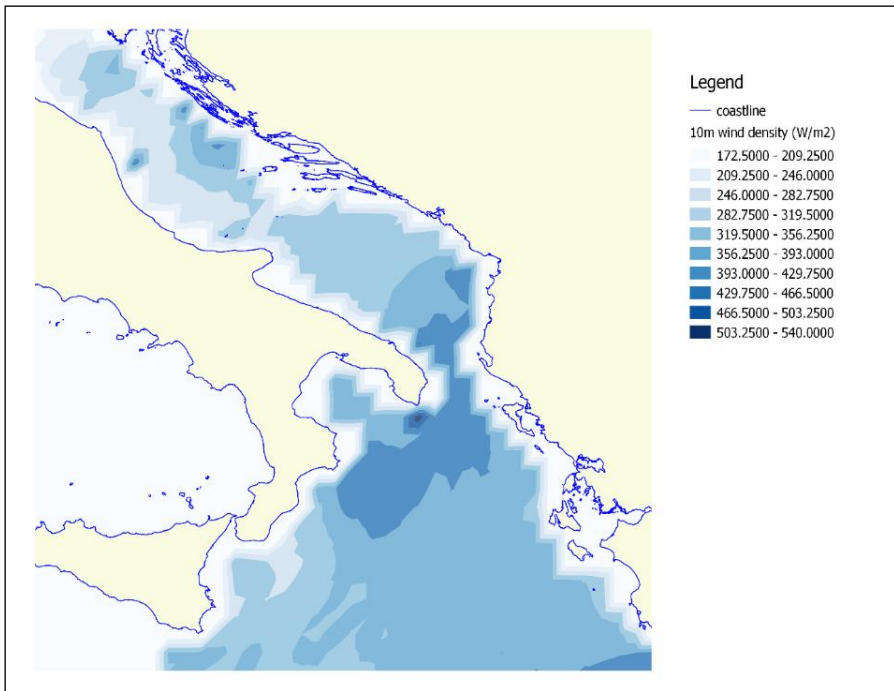 Legend
coastline
10m wind density (W/m2)
172.5000 - 209.2500
209.2500 - 246.0000
246.0000 - 282.7500
282.7500 - 319.5000
319.5000 - 356.2500
356.2500 - 393.0000
393.0000 - 429.7500
429.7500 - 466.5000
466.5000 - 503.2500
503.2500 - 540.0000